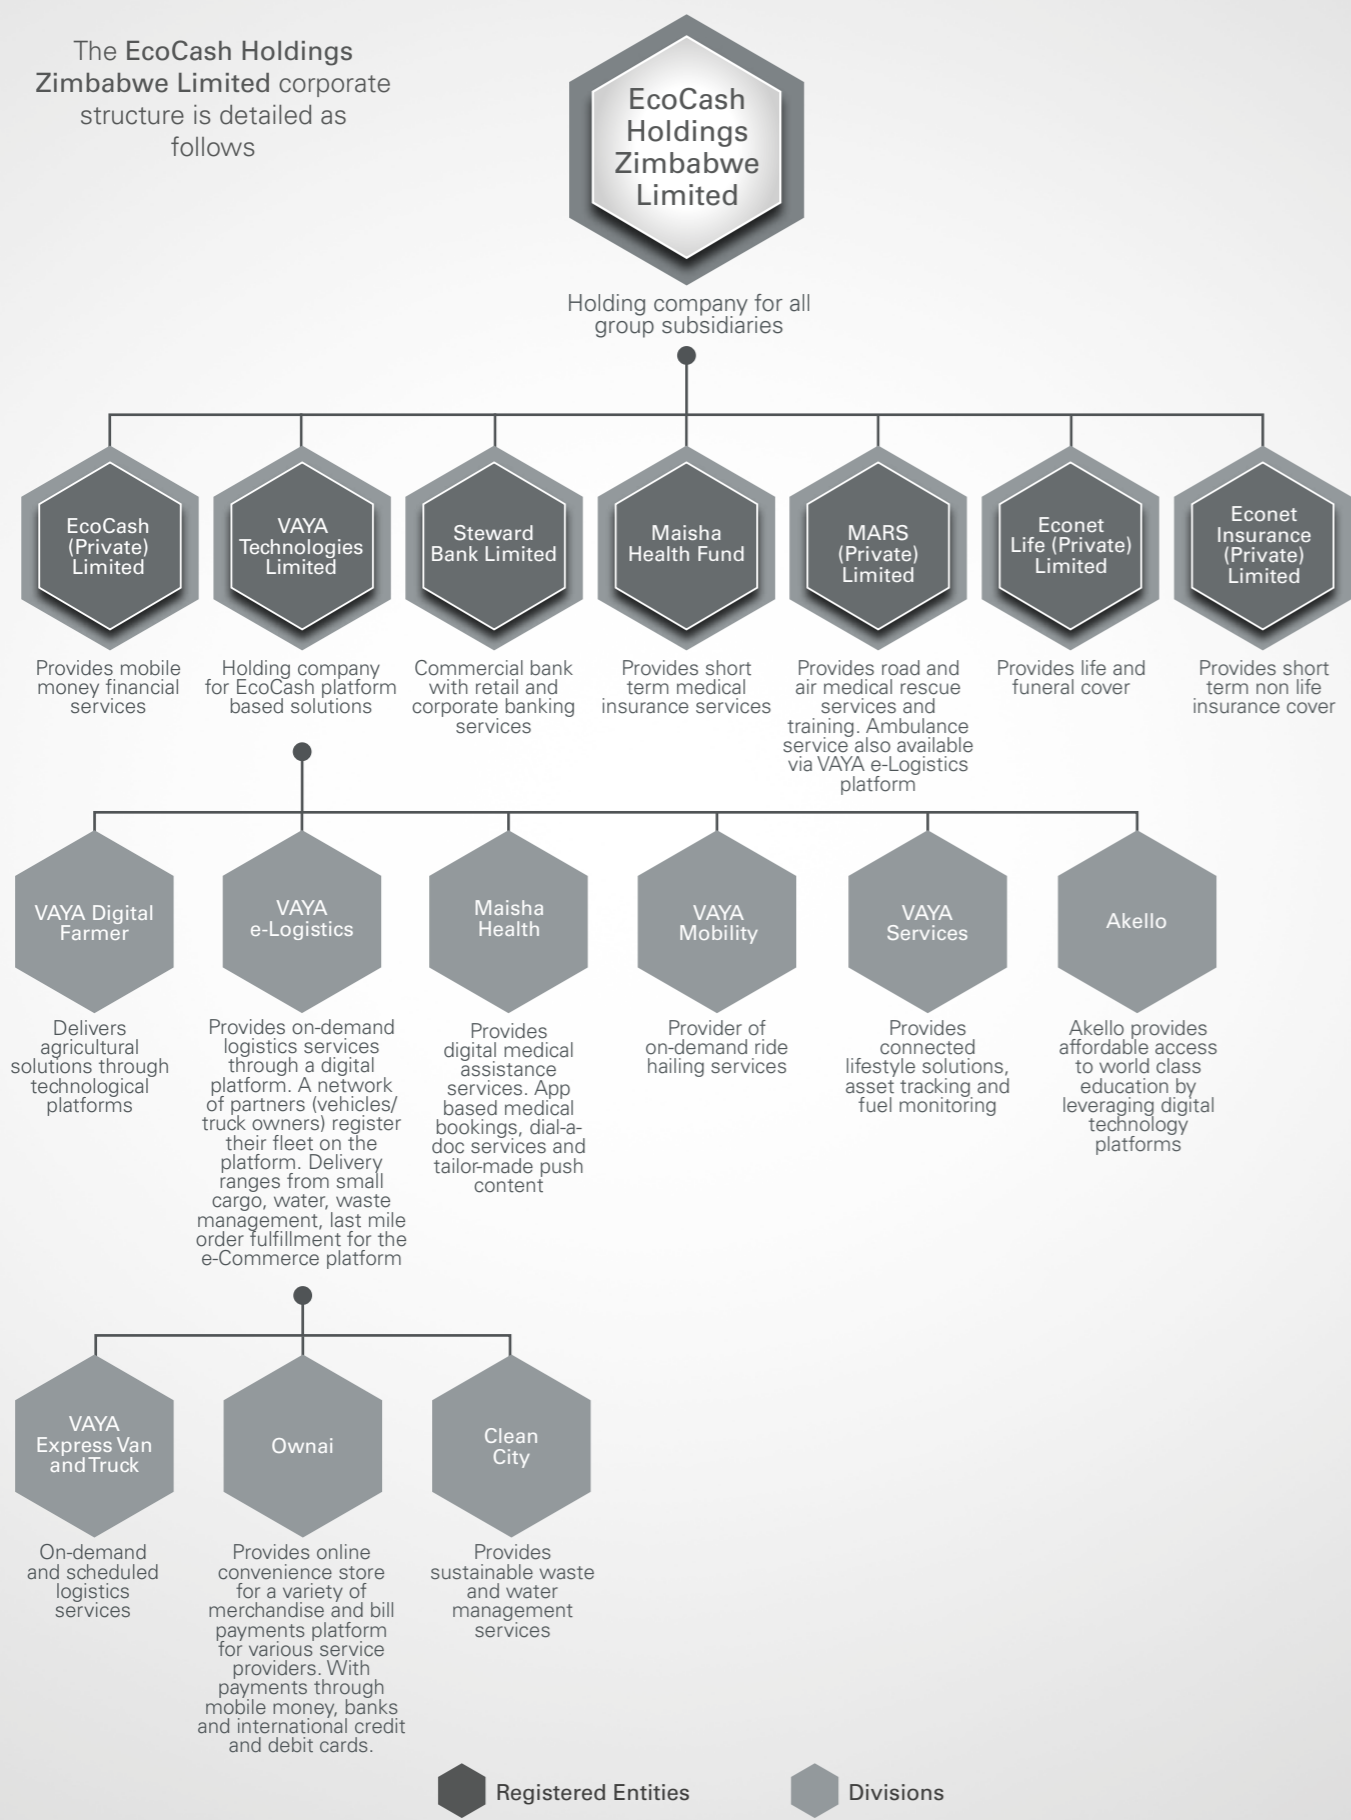 The EcoCash Holdings
Zimbabwe Limited corporate
structure is detailed as
follows
EcoCash
Holdings
Zimbabwe
Limited
Holding company for all
group subsidiaries
EcoCash
(Private)
Limited
Provides mobile
money financial
services
VAYA
Technologies
Limited
Holding company
for EcoCash platform
based solutions
Steward
Bank Limited
Commercial bank
with retail and
corporate banking
services
Maisha
Health Fund
Provides short
term medical
insurance services
MARS
(Private)
Limited
Provides road and
air medical rescue
services and
training. Ambulance
service also available
via VAYA e-Logistics
platform
Econet
Life (Private)
Limited
Provides life and
funeral cover
Econet
Insurance
(Private)
Limited
Provides short
term non life
insurance cover
VAYA Digital
Farmer
Delivers
agricultural
solutions through
technological
platforms
VAYA
e-Logistics
Provides on-demand
logistics services
through a digital
platform. A network
of partners (vehicles/
truck owners) register
their fleet on the
platform. Delivery
ranges from small
cargo, water, waste
management, last mile
order fulfillment for the
e-Commerce platform
Maisha
Health
Provides
digital medical
assistance
services. App
based medical
bookings, dial-a-
doc services and
tailor-made push
content
VAYA
Mobility
Provider of
on-demand ride
hailing services
VAYA
Services
Provides
connected
lifestyle solutions,
asset tracking and
fuel monitoring
Akello
Akello provides
affordable access
to world class
education by
leveraging digital
technology
platforms
VAYA
Express Van
and Truck
On-demand
and scheduled
logistics
services
Ownai
Provides online
convenience store
for a variety of
merchandise and bill
payments platform
for various service
providers. With
payments through
mobile money, banks
and international credit
and debit cards.
Clean
City
Provides
sustainable waste
and water
management
services
Registered Entities
Divisions